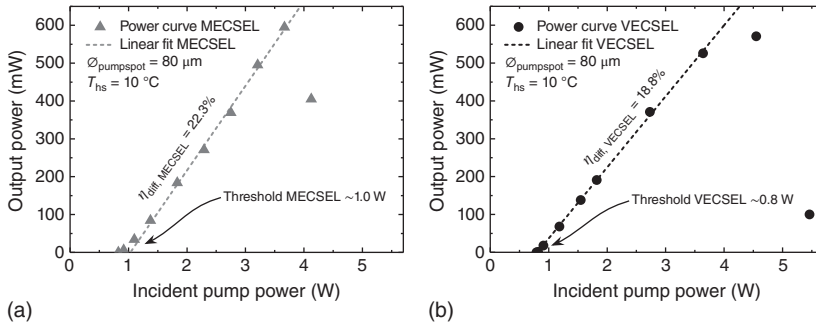 600
500
400
300
200
100
0
Output power (mW)
Power curve MECSEL
Linear fit MECSEL
Øpumpspot = 80 µm
Ths = 10 °C
ηdiff, MECSEL = 22.3%
Threshold MECSEL ~1.0 W
0 1 2 3 4 5
Incident pump power (W)
(a)
600
500
400
300
200
100
0
Output power (mW)
Power curve VECSEL
Linear fit VECSEL
Øpumpspot = 80 µm
Ths = 10 °C
ηdiff, VECSEL = 18.8%
Threshold VECSEL ~0.8 W
0 1 2 3 4 5
Incident pump power (W)
(b)